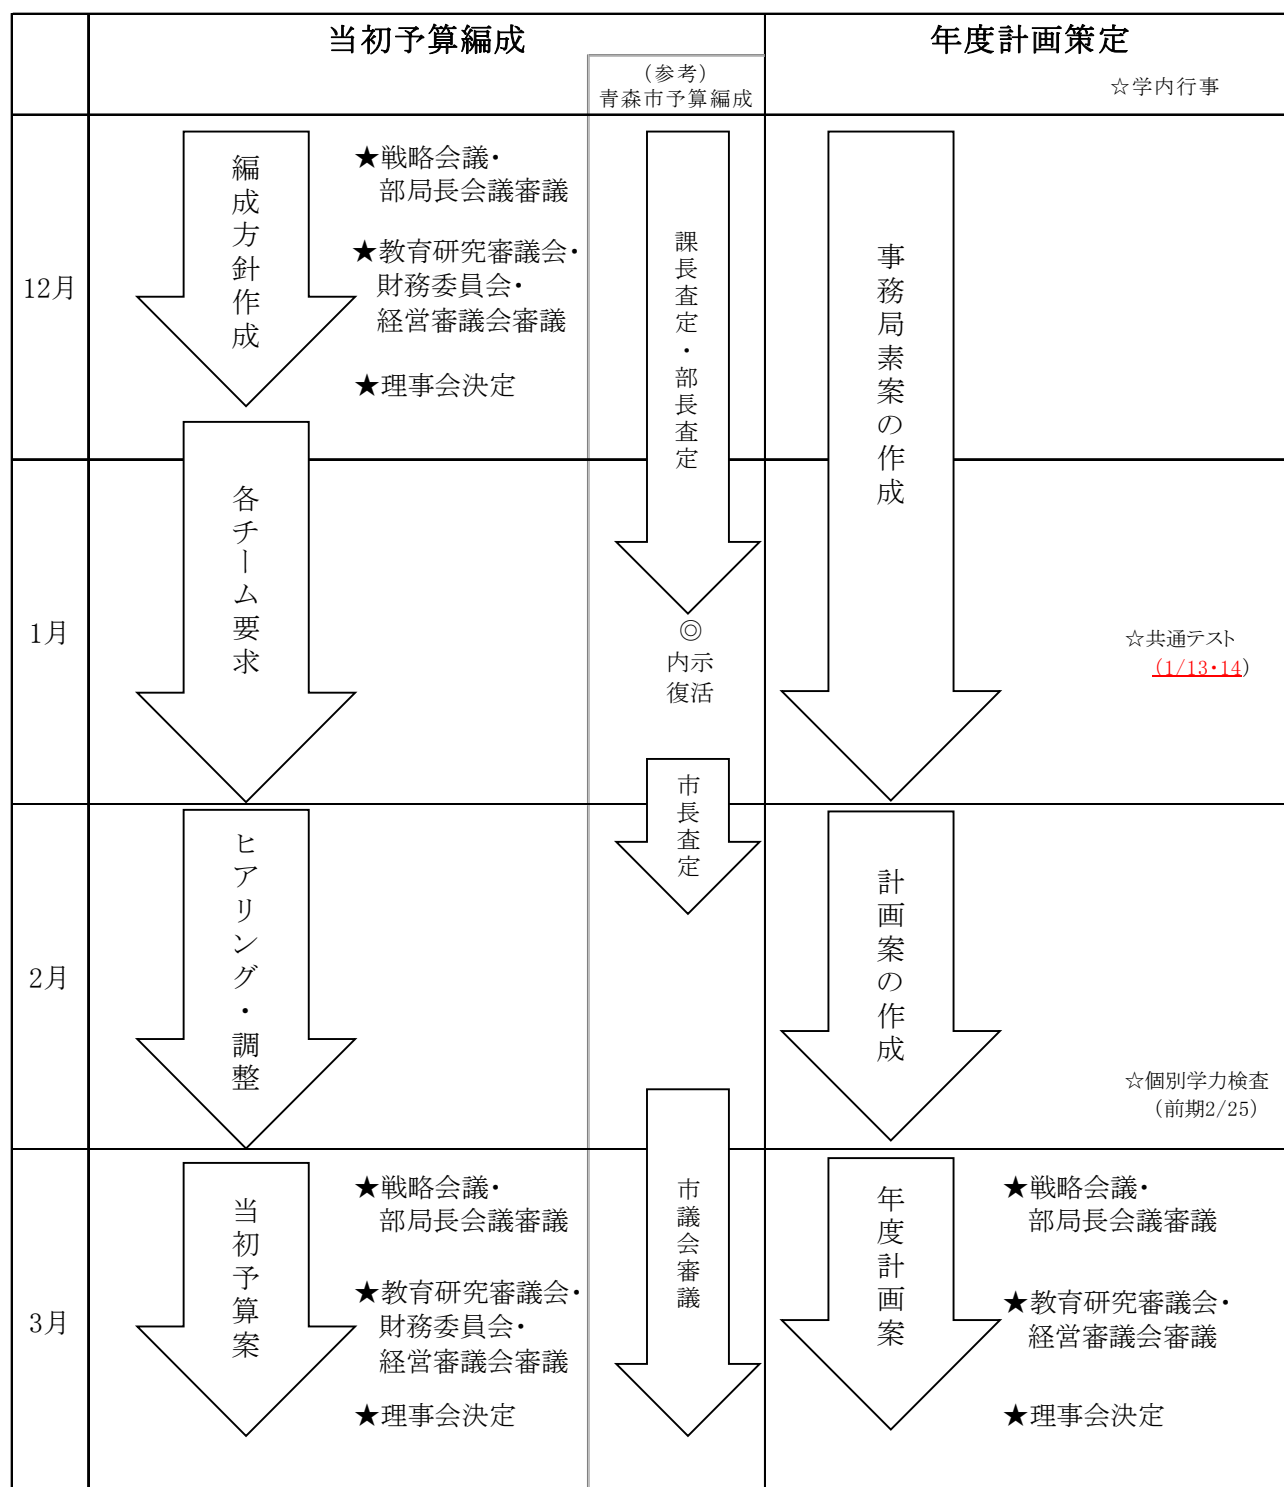 当初予算編成
年度計画策定
(参考)
青森市予算編成
☆学内行事
12月
編成方針作成
★戦略会議・
部局長会議審議
★教育研究審議会・
財務委員会・
経営審議会審議
★理事会決定
課長査定・部長査定
事務局素案の作成
1月
各チーム要求
◎
内示
復活
☆共通テスト
(1/13・14)
市長査定
2月
ヒアリング・調整
計画案の作成
☆個別学力検査
(前期2/25)
3月
当初予算案
★戦略会議・
部局長会議審議
★教育研究審議会・
財務委員会・
経営審議会審議
★理事会決定
市議会審議
年度計画案
★戦略会議・
部局長会議審議
★教育研究審議会・
経営審議会審議
★理事会決定